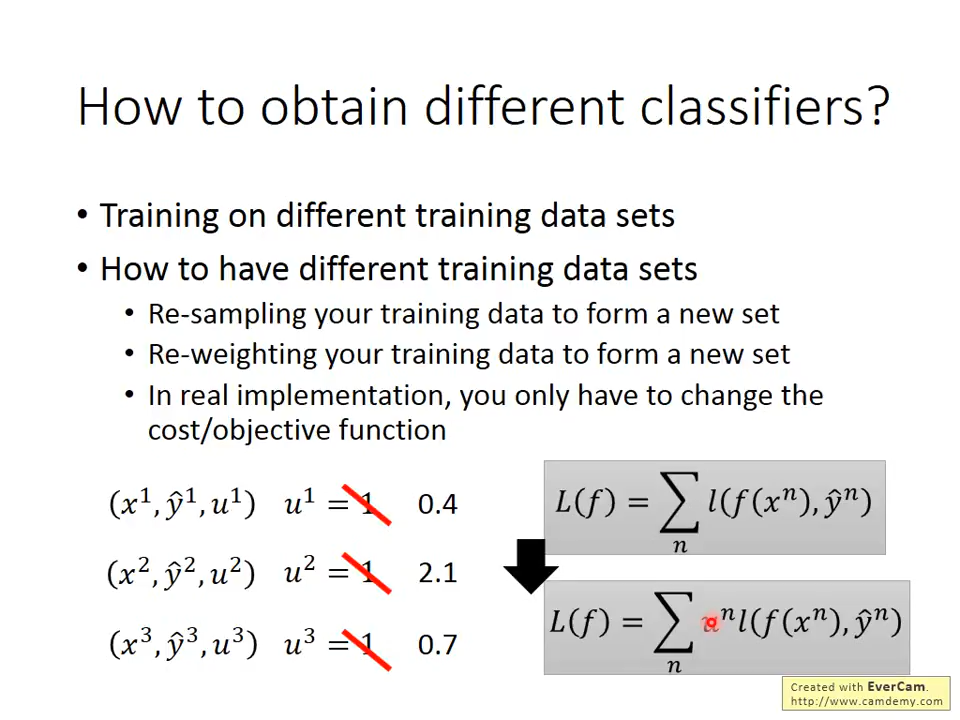 How to obtain different classifiers?
• Training on different training data sets
• How to have different training data sets
• Re-sampling your training data to form a new set
• Re-weighting your training data to form a new set
• In real implementation, you only have to change the
cost/objective function
(x¹, ŷ¹, u¹) u¹ = 1 0.4
(x², ŷ², u²) u² = 1 2.1
(x³, ŷ³, u³) u³ = 1 0.7
L(f) = ∑ₙ l(f(xⁿ), ŷⁿ)
L(f) = ∑ₙ uⁿl(f(xⁿ), ŷⁿ)
Created with EverCam.
http://www.camdemy.com